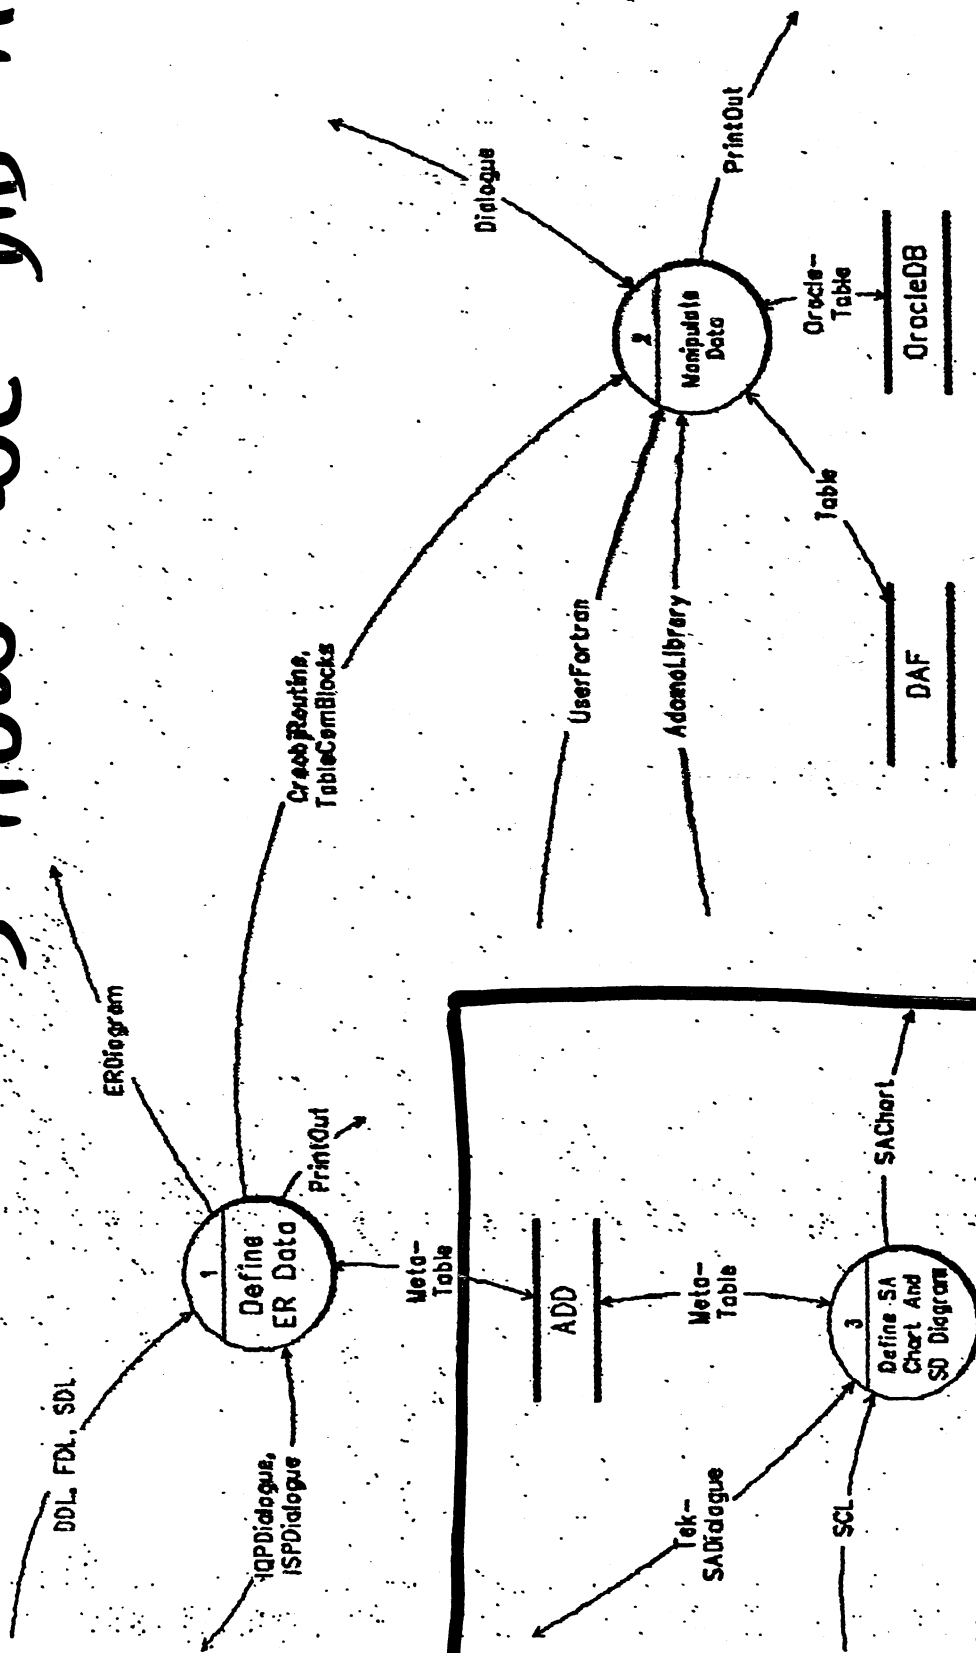 DDL, FDL, SDL
ERDiagram
1
Define
ER Data
IQPDialogue,
ISPDialogue
PrintOut
CreobjRoutine,
TableComBlocks
Dialogue
2
Manipulate
Data
PrintOut
UserFortran
AdamoLibrary
Oracle-
Table
OracleDB
Table
DAF
Meta-
Table
ADD
Meta-
Table
Tek-
SADialogue
SCL
3
Define SA
Chart And
SD Diagram
SAChart